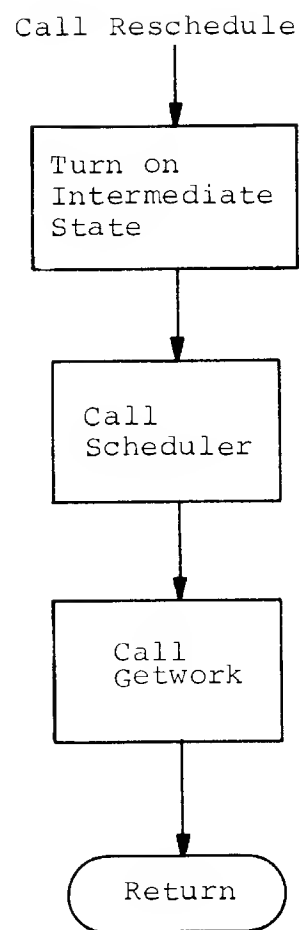 Call Reschedule
Turn on
Intermediate
State
Call
Scheduler
Call
Getwork
Return